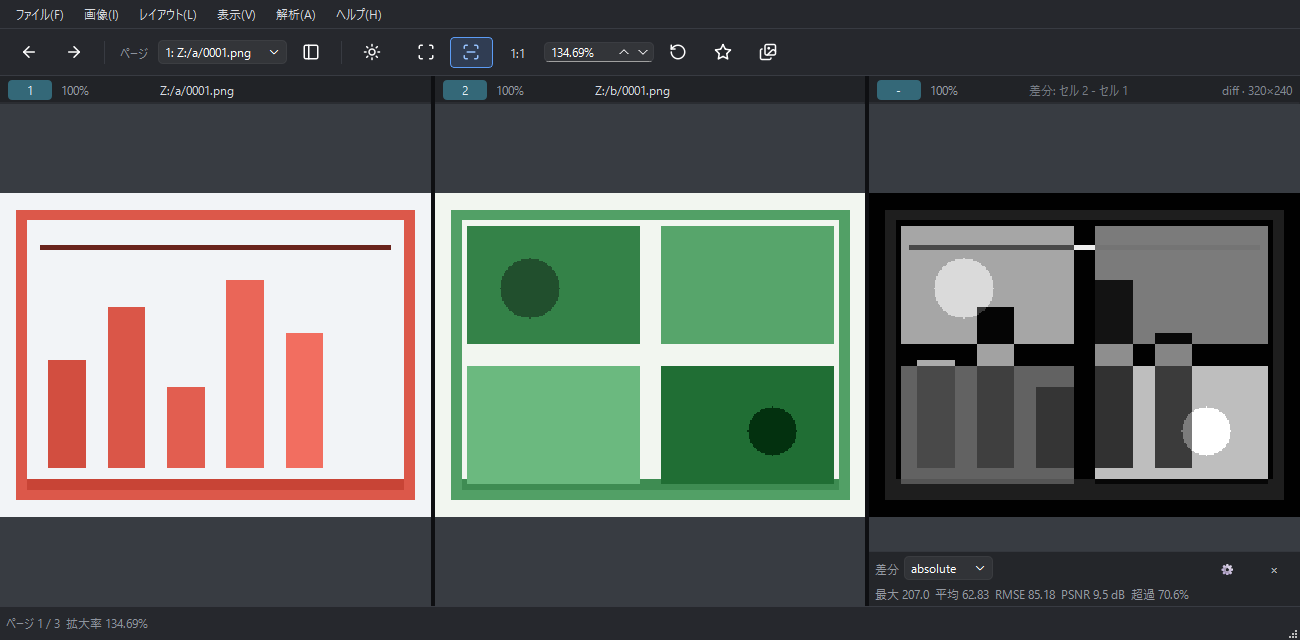 ファイル(F) 画像(I) レイアウト(L) 表示(V) 解析(A) ヘルプ(H)
ページ 1: Z:/a/0001.png 1:1 134.69%
1 100% Z:/a/0001.png
2 100% Z:/b/0001.png
- 100% 差分: セル 2 - セル 1 diff · 320×240
差分 absolute ×
最大 207.0 平均 62.83 RMSE 85.18 PSNR 9.5 dB 超過 70.6%
ページ 1 / 3 拡大率 134.69%